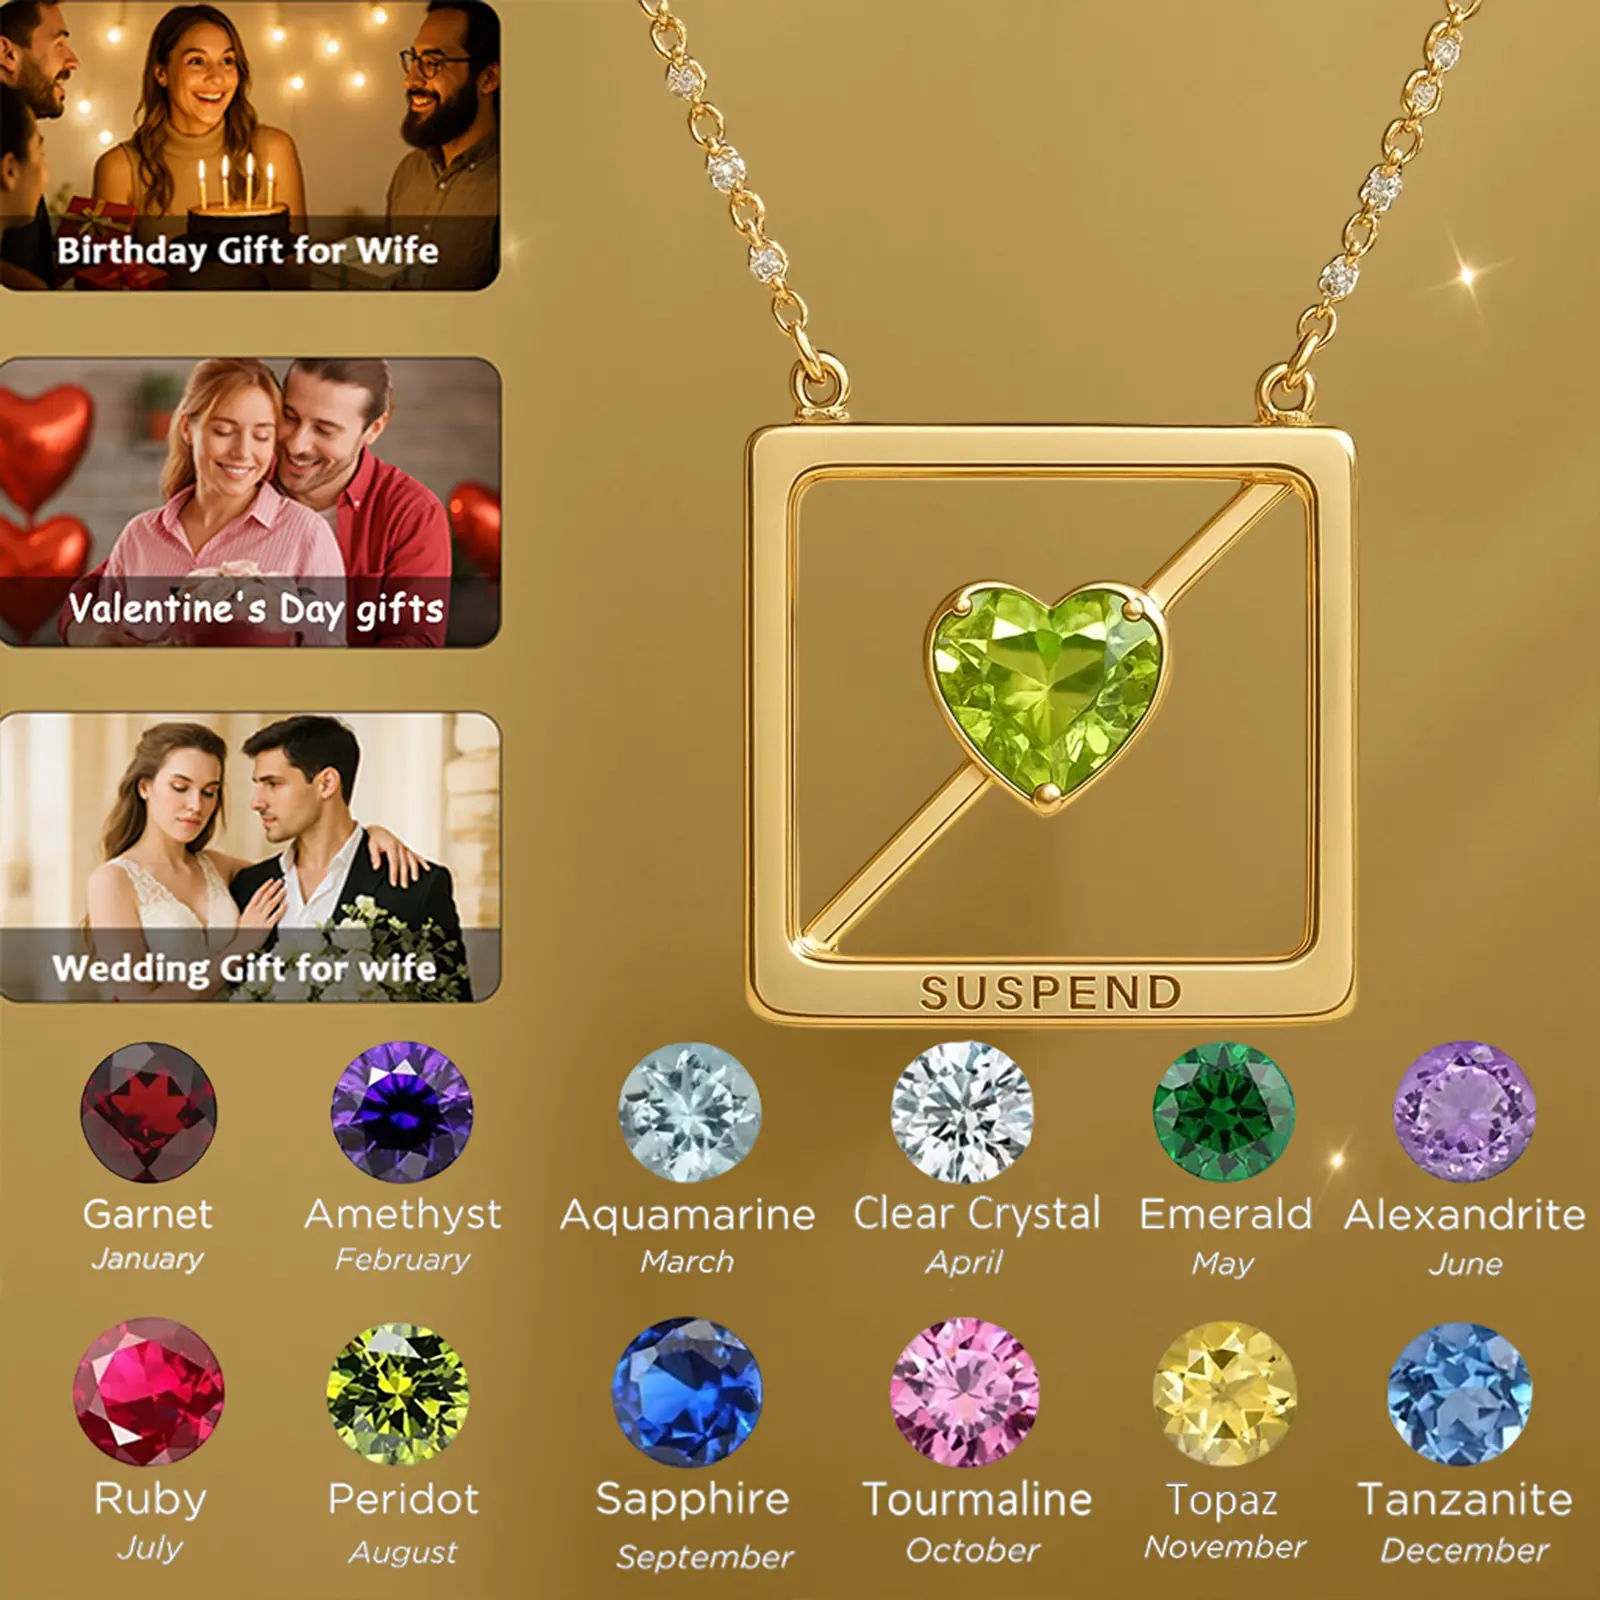 Birthday Gift for Wife
Valentine's Day gifts
Wedding Gift for wife
SUSPEND
Garnet
January
Amethyst
February
Aquamarine
March
Clear Crystal
April
Emerald
May
Alexandrite
June
Ruby
July
Peridot
August
Sapphire
September
Tourmaline
October
Topaz
November
Tanzanite
December